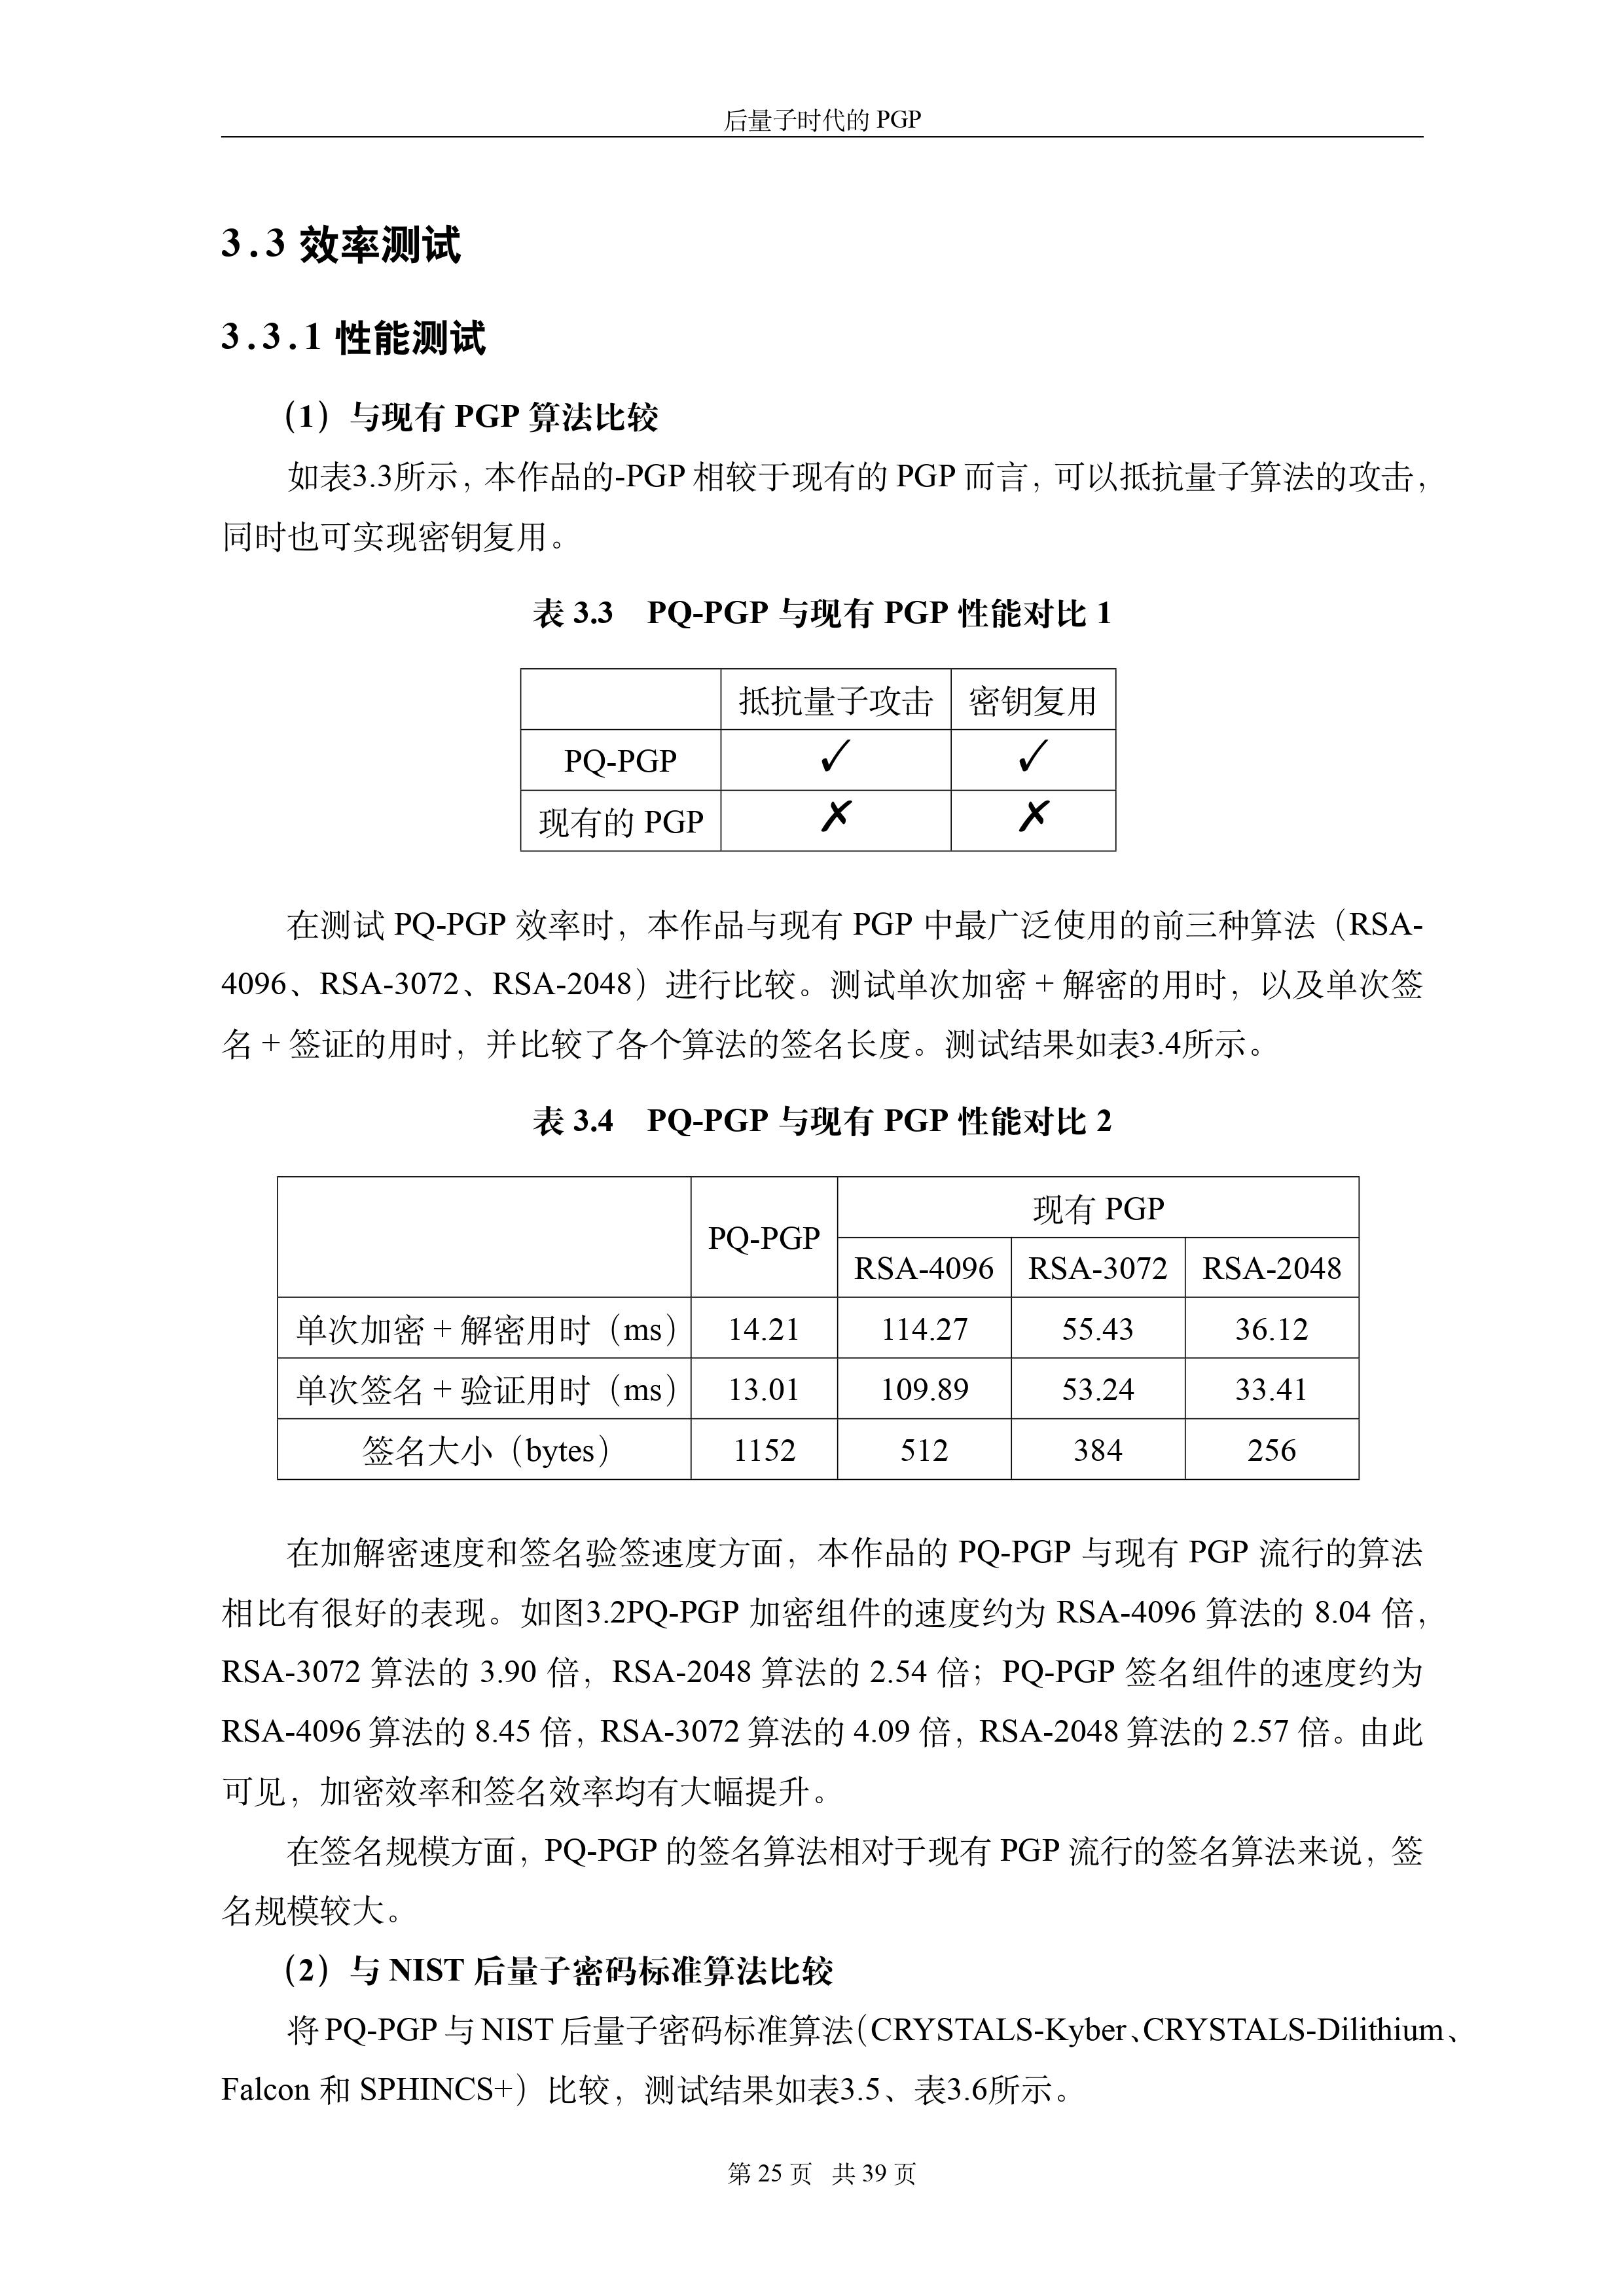 后量子时代的 PGP
3.3 效率测试
3.3.1 性能测试
（1）与现有 PGP 算法比较
如表3.3所示，本作品的-PGP 相较于现有的 PGP 而言，可以抵抗量子算法的攻击，
同时也可实现密钥复用。
表 3.3 PQ-PGP 与现有 PGP 性能对比 1
抵抗量子攻击 密钥复用
PQ-PGP ✓ ✓
现有的 PGP ✗ ✗
在测试 PQ-PGP 效率时，本作品与现有 PGP 中最广泛使用的前三种算法（RSA-
4096、RSA-3072、RSA-2048）进行比较。测试单次加密 + 解密的用时，以及单次签
名 + 签证的用时，并比较了各个算法的签名长度。测试结果如表3.4所示。
表 3.4 PQ-PGP 与现有 PGP 性能对比 2
PQ-PGP 现有 PGP
RSA-4096 RSA-3072 RSA-2048
单次加密 + 解密用时（ms） 14.21 114.27 55.43 36.12
单次签名 + 验证用时（ms） 13.01 109.89 53.24 33.41
签名大小（bytes） 1152 512 384 256
在加解密速度和签名验签速度方面，本作品的 PQ-PGP 与现有 PGP 流行的算法
相比有很好的表现。如图3.2PQ-PGP 加密组件的速度约为 RSA-4096 算法的 8.04 倍，
RSA-3072 算法的 3.90 倍，RSA-2048 算法的 2.54 倍；PQ-PGP 签名组件的速度约为
RSA-4096 算法的 8.45 倍，RSA-3072 算法的 4.09 倍，RSA-2048 算法的 2.57 倍。由此
可见，加密效率和签名效率均有大幅提升。
在签名规模方面，PQ-PGP 的签名算法相对于现有 PGP 流行的签名算法来说，签
名规模较大。
（2）与 NIST 后量子密码标准算法比较
将 PQ-PGP 与 NIST 后量子密码标准算法（CRYSTALS-Kyber、CRYSTALS-Dilithium、
Falcon 和 SPHINCS+）比较，测试结果如表3.5、表3.6所示。
第 25 页 共 39 页